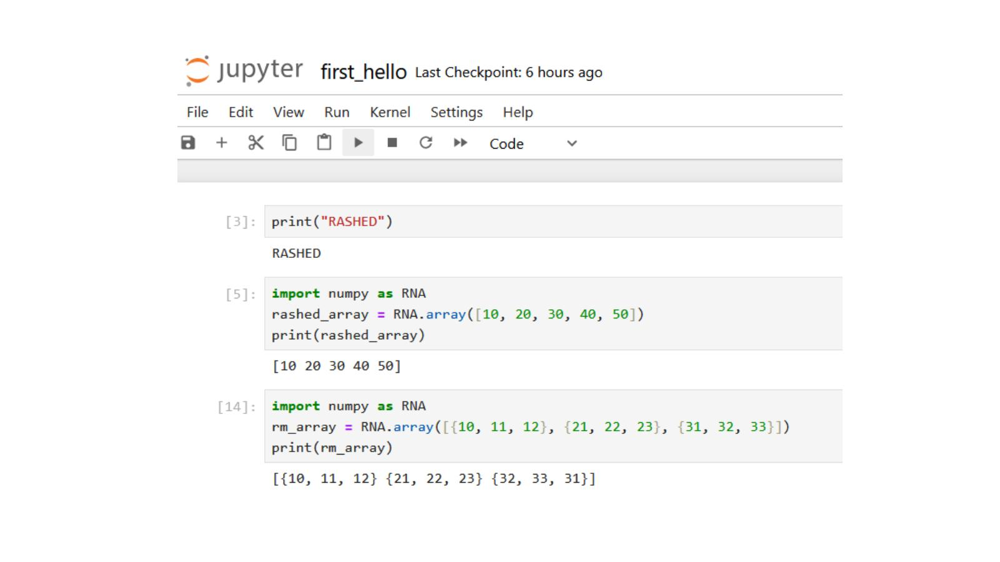 jupyter first_hello Last Checkpoint: 6 hours ago
File Edit View Run Kernel Settings Help
Code
[3]: print("RASHED")
RASHED
[5]: import numpy as RNA
rashed_array = RNA.array([10, 20, 30, 40, 50])
print(rashed_array)
[10 20 30 40 50]
[14]: import numpy as RNA
rm_array = RNA.array([{10, 11, 12}, {21, 22, 23}, {31, 32, 33}])
print(rm_array)
[{10, 11, 12} {21, 22, 23} {32, 33, 31}]